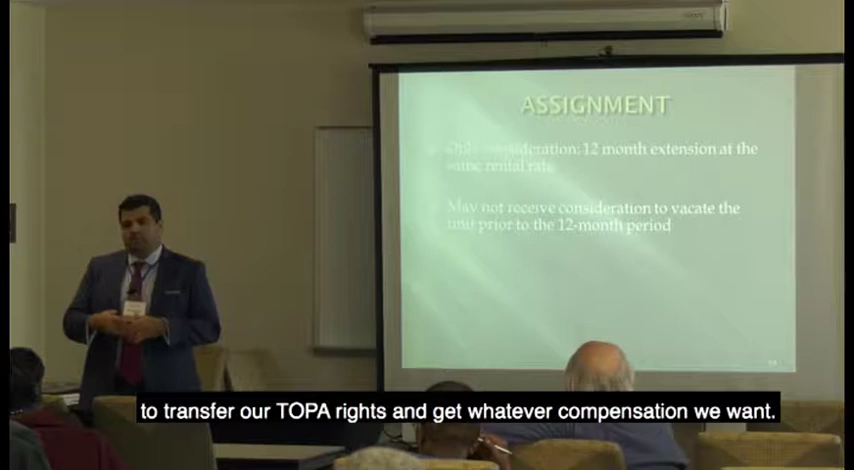 ASSIGNMENT
Only consideration: 12 month extension at the
same rental rate
May not receive consideration to vacate the
unit prior to the 12-month period
to transfer our TOPA rights and get whatever compensation we want.